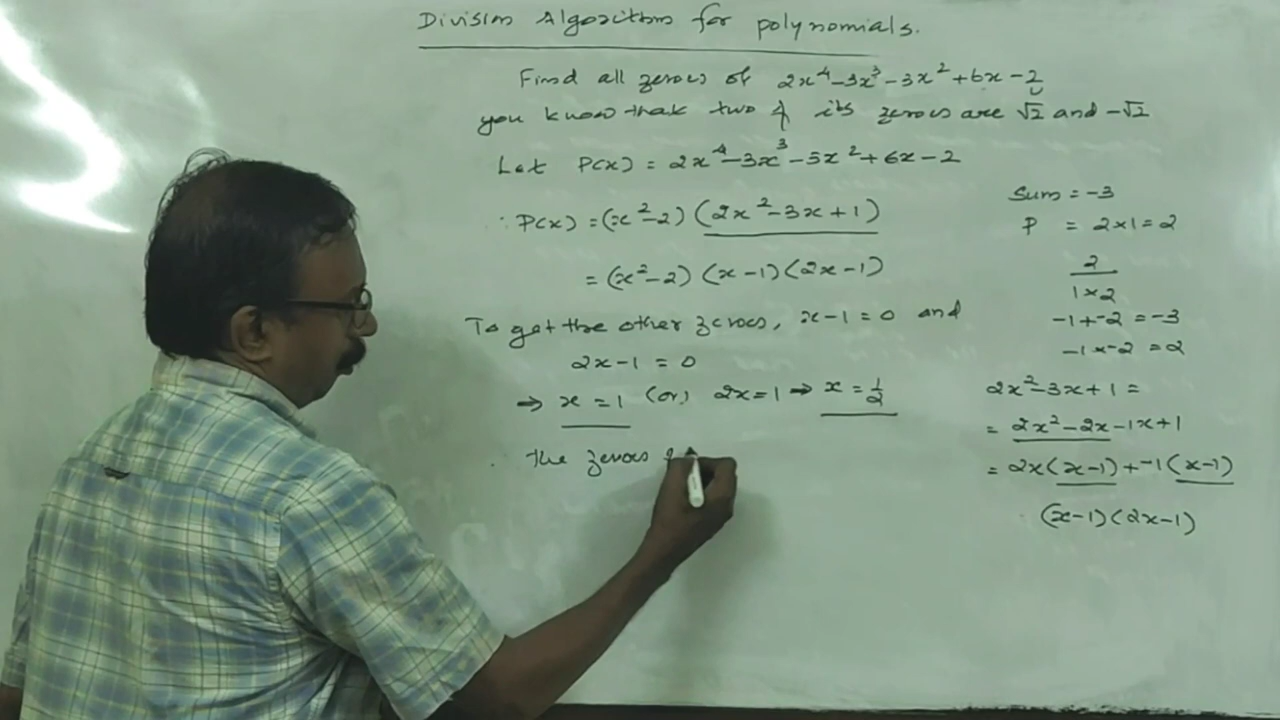 Division Algorithm for polynomials.
Find all zeroes of 2x⁴-3x³-3x²+6x-2
you know that two of its zeroes are √2 and -√2
Let P(x) = 2x⁴-3x³-3x²+6x-2
∴ P(x) = (x²-2)(2x²-3x+1)
= (x²-2)(x-1)(2x-1)
To get the other zeroes, x-1=0 and
2x-1=0
→ x=1 (or) 2x=1 → x=1/2
The zeroes
Sum = -3
P = 2×1=2
2
1×2
-1+-2=-3
-1×-2=2
2x²-3x+1=
= 2x²-2x-1x+1
= 2x(x-1)+-1(x-1)
(x-1)(2x-1)